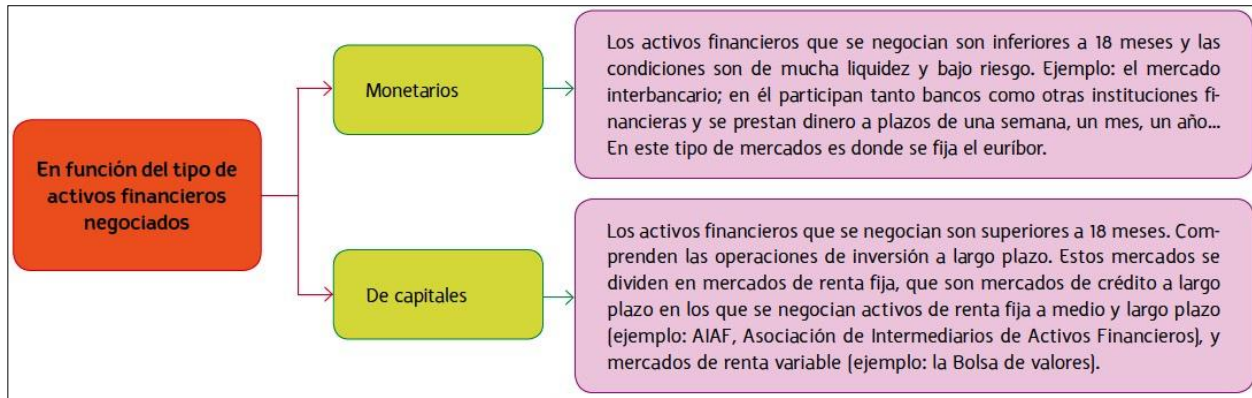 En función del tipo de
activos financieros
negociados
Monetarios
Los activos financieros que se negocian son inferiores a 18 meses y las
condiciones son de mucha liquidez y bajo riesgo. Ejemplo: el mercado
interbancario; en él participan tanto bancos como otras instituciones fi-
nancieras y se prestan dinero a plazos de una semana, un mes, un año...
En este tipo de mercados es donde se fija el euríbor.
De capitales
Los activos financieros que se negocian son superiores a 18 meses. Com-
prenden las operaciones de inversión a largo plazo. Estos mercados se
dividen en mercados de renta fija, que son mercados de crédito a largo
plazo en los que se negocian activos de renta fija a medio y largo plazo
(ejemplo: AIAF, Asociación de Intermediarios de Activos Financieros), y
mercados de renta variable (ejemplo: la Bolsa de valores).